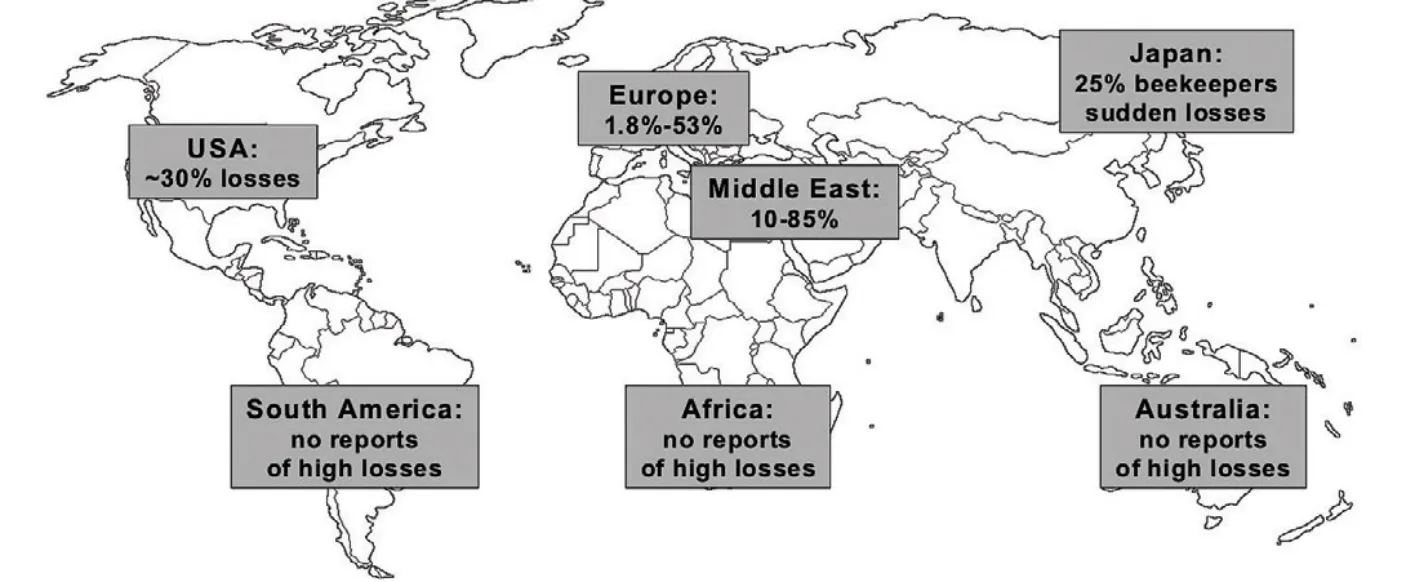 Japan:
25% beekeepers
sudden losses
Europe:
1.8%-53%
USA:
~30% losses
Middle East:
10-85%
South America:
no reports
of high losses
Africa:
no reports
of high losses
Australia:
no reports
of high losses